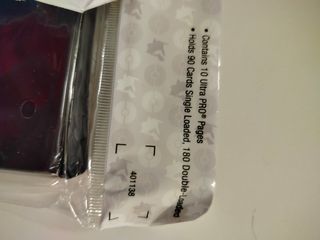 • Contains 10 Ultra PRO® Pages
• Holds 90 Cards Single Loaded, 180 Double-Loaded
401138